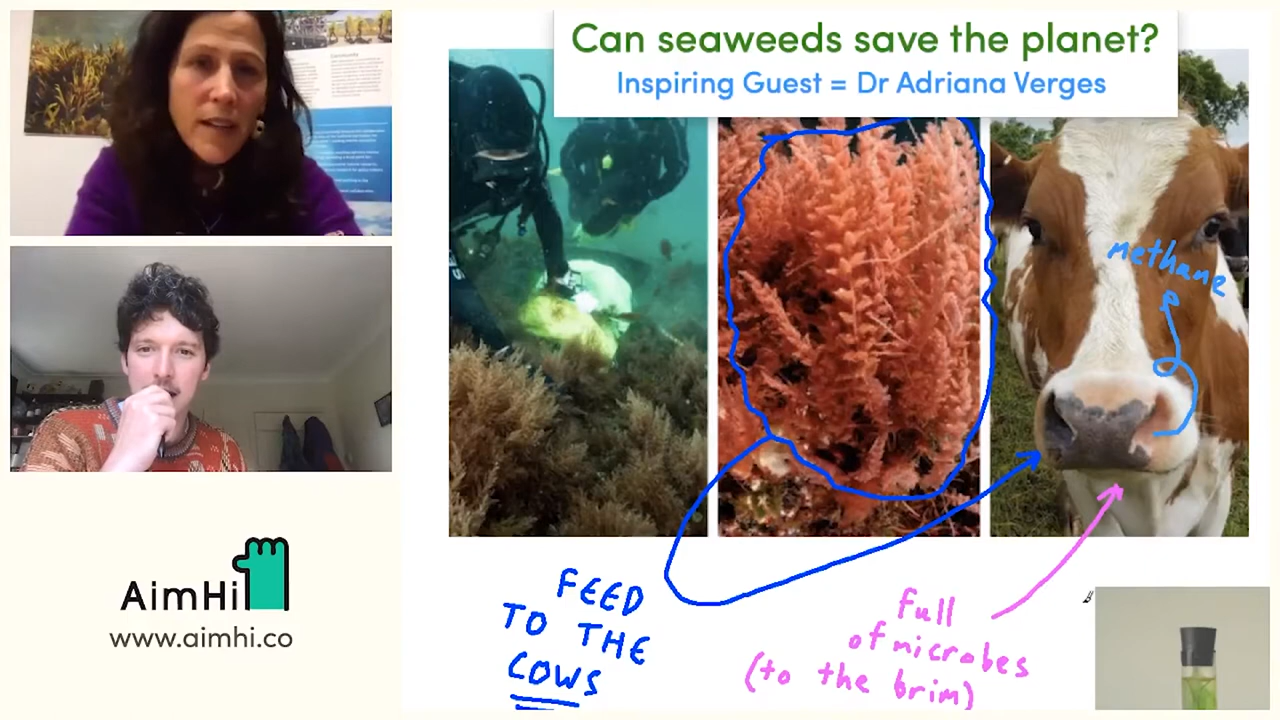 Can seaweeds save the planet?
Inspiring Guest = Dr Adriana Verges
methane
FEED
TO THE
COWS
Full
of microbes
(to the brim)
AimHi
www.aimhi.co